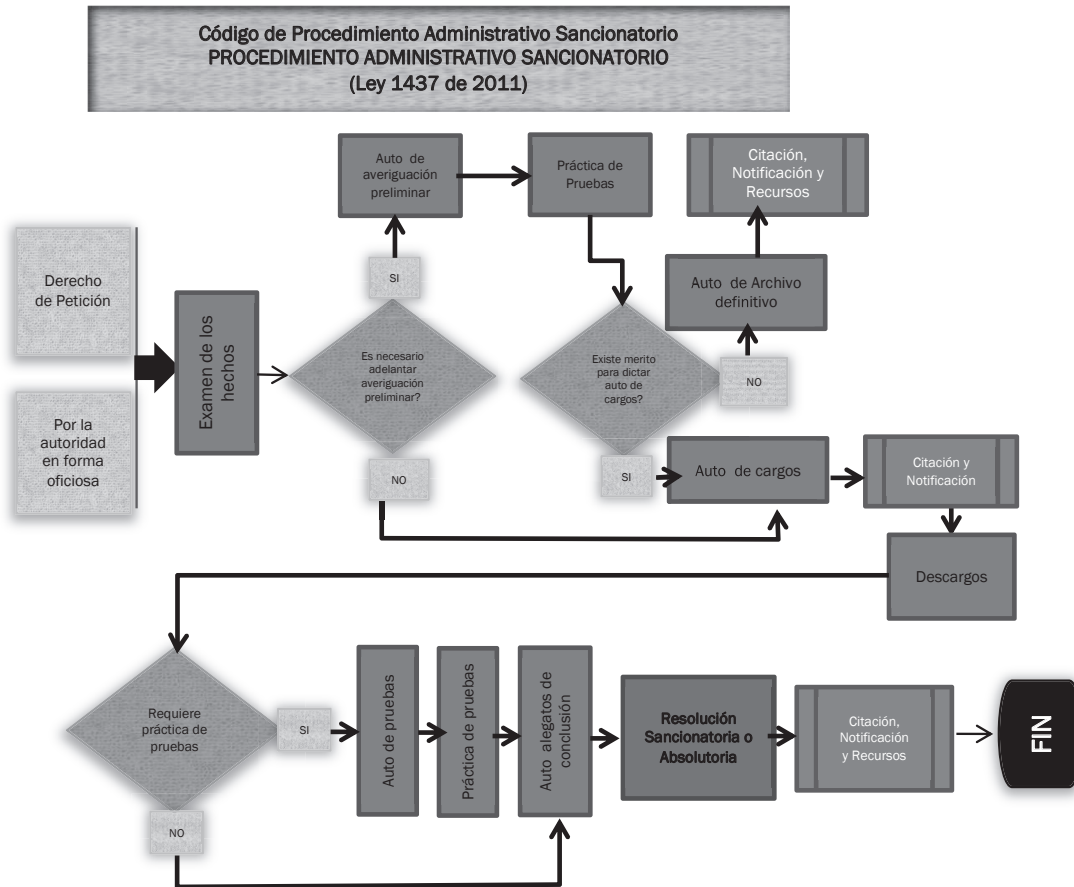 Código de Procedimiento Administrativo Sancionatorio
PROCEDIMIENTO ADMINISTRATIVO SANCIONATORIO
(Ley 1437 de 2011)
Derecho
de Petición
Por la
autoridad
en forma
oficiosa
Examen de los
hechos
Es necesario
adelantar
averiguación
preliminar?
SI
Auto de
averiguación
preliminar
Práctica de
Pruebas
Existe merito
para dictar
auto de
cargos?
NO
Auto de Archivo
definitivo
Citación,
Notificación y
Recursos
NO
SI
Auto de cargos
Citación y
Notificación
Descargos
Requiere
práctica de
pruebas
SI
Auto de pruebas
Práctica de pruebas
Auto alegatos de
conclusión
Resolución
Sancionatoria o
Absolutoria
Citación,
Notificación
y Recursos
FIN
NO